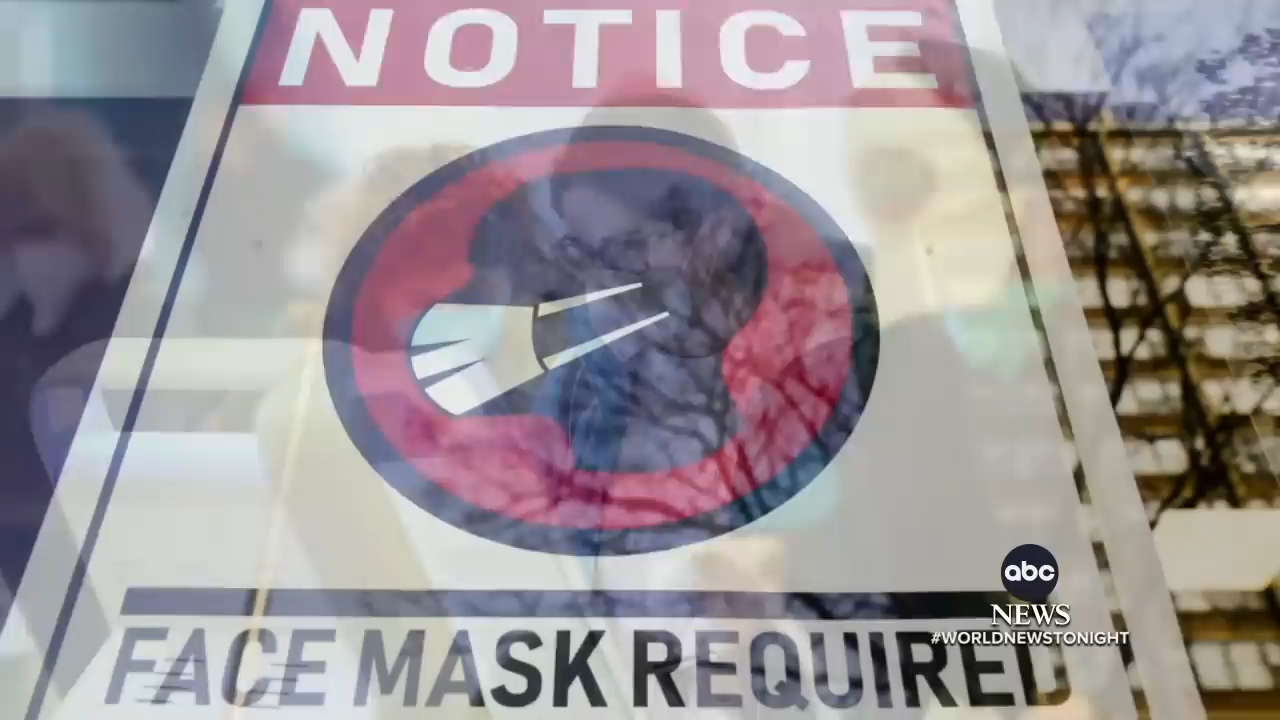 NOTICE
FACE MASK REQUIRED
abc
NEWS
#WORLDNEWSTONIGHT